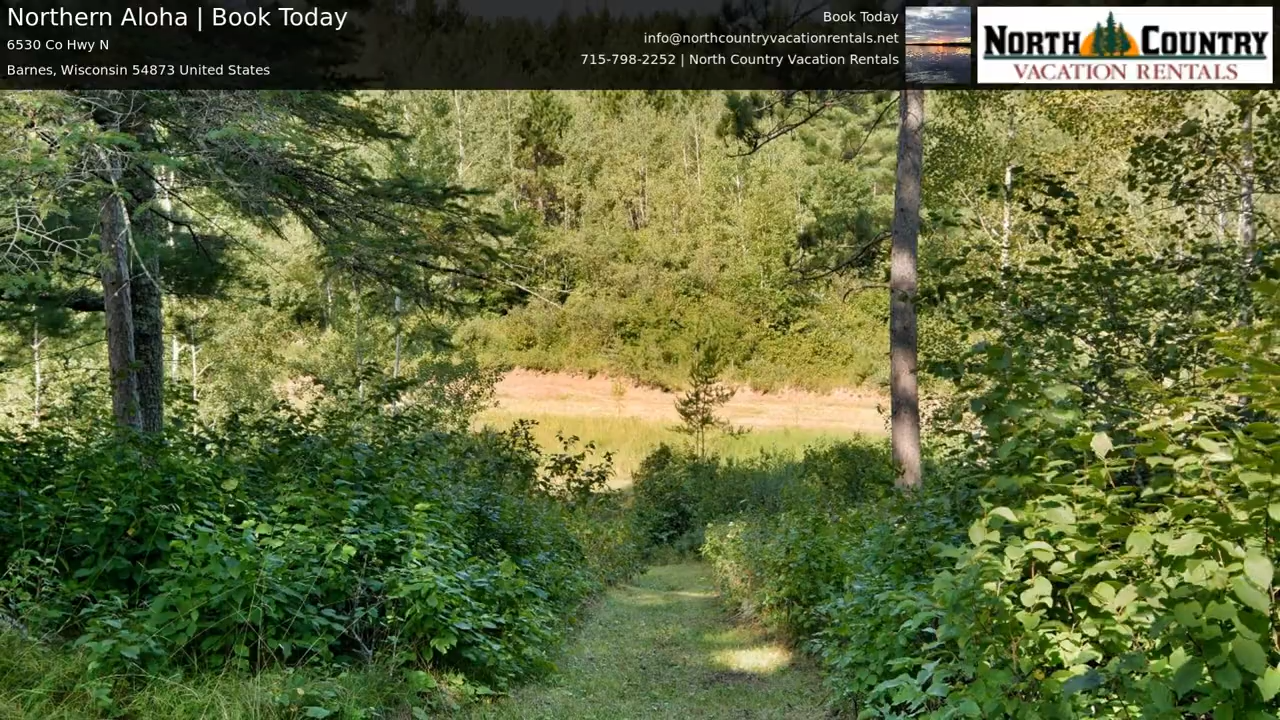 Northern Aloha | Book Today
6530 Co Hwy N
Barnes, Wisconsin 54873 United States
Book Today
info@northcountryvacationrentals.net
715-798-2252 | North Country Vacation Rentals
NORTH COUNTRY
VACATION RENTALS